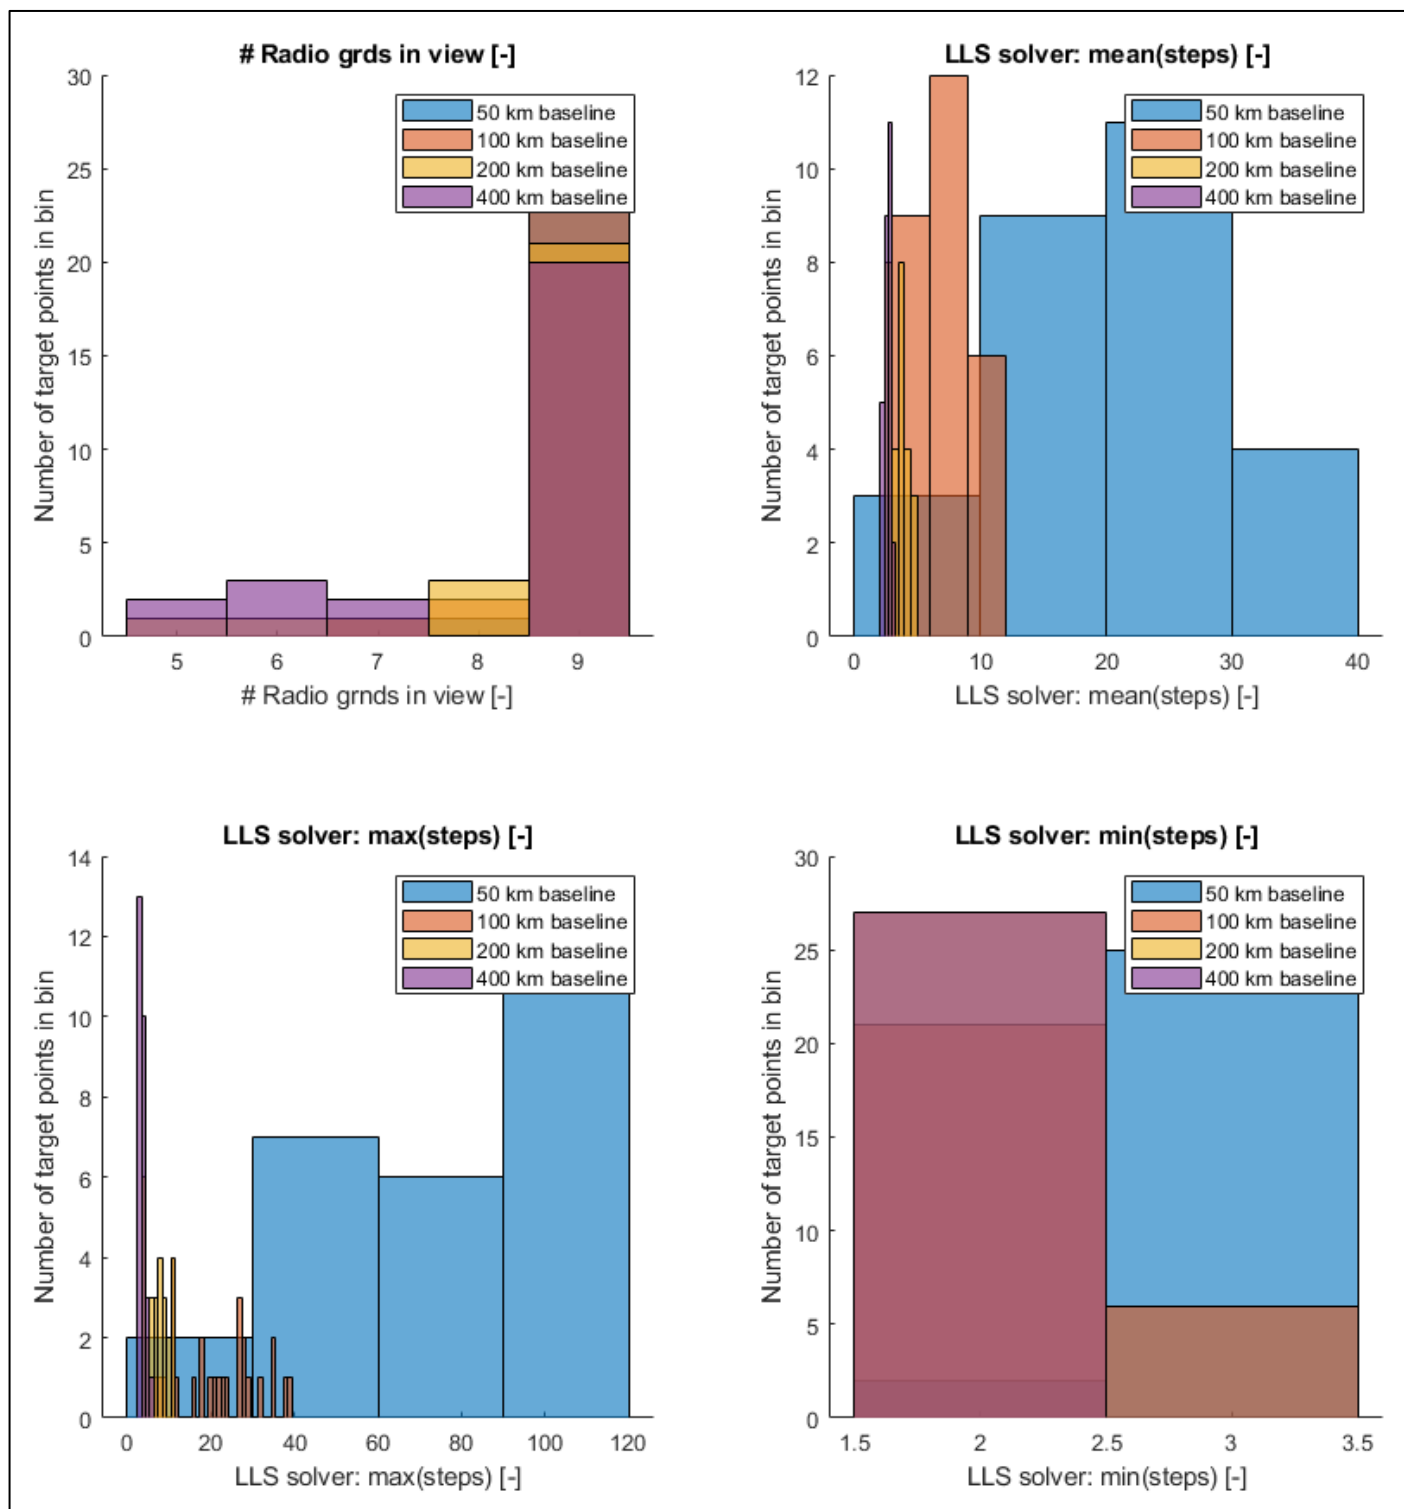 # Radio grds in view [-]
30
25
20
15
10
5
0
Number of target points in bin
50 km baseline
100 km baseline
200 km baseline
400 km baseline
5 6 7 8 9
# Radio grnds in view [-]
LLS solver: mean(steps) [-]
12
10
8
6
4
2
0
Number of target points in bin
50 km baseline
100 km baseline
200 km baseline
400 km baseline
0 10 20 30 40
LLS solver: mean(steps) [-]
LLS solver: max(steps) [-]
14
12
10
8
6
4
2
0
Number of target points in bin
50 km baseline
100 km baseline
200 km baseline
400 km baseline
0 20 40 60 80 100 120
LLS solver: max(steps) [-]
LLS solver: min(steps) [-]
30
25
20
15
10
5
0
Number of target points in bin
50 km baseline
100 km baseline
200 km baseline
400 km baseline
1.5 2 2.5 3 3.5
LLS solver: min(steps) [-]